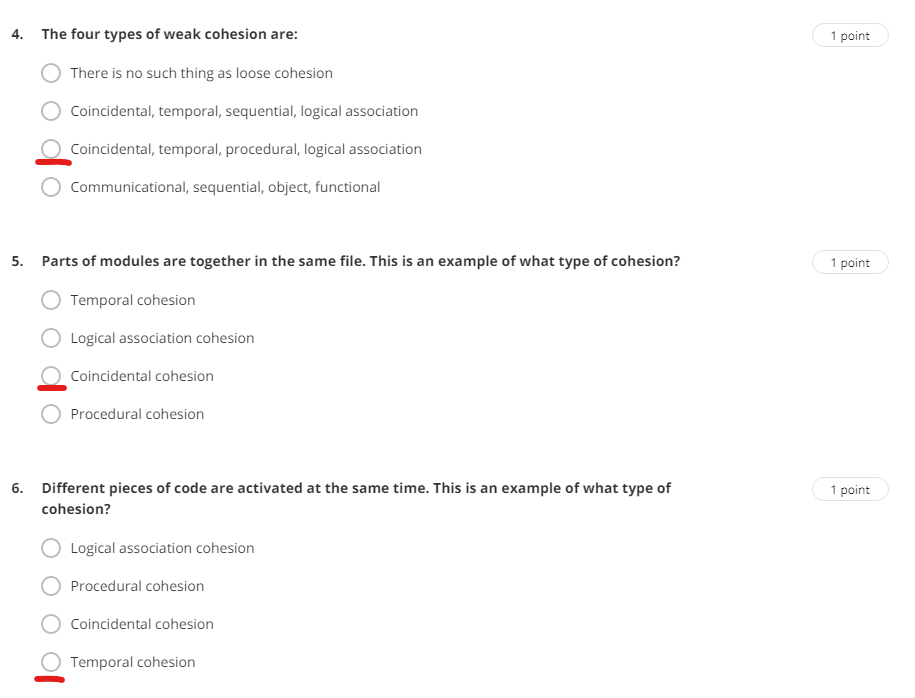 4. The four types of weak cohesion are: 1 point
There is no such thing as loose cohesion
Coincidental, temporal, sequential, logical association
Coincidental, temporal, procedural, logical association
Communicational, sequential, object, functional
5. Parts of modules are together in the same file. This is an example of what type of cohesion? 1 point
Temporal cohesion
Logical association cohesion
Coincidental cohesion
Procedural cohesion
6. Different pieces of code are activated at the same time. This is an example of what type of 1 point
cohesion?
Logical association cohesion
Procedural cohesion
Coincidental cohesion
Temporal cohesion